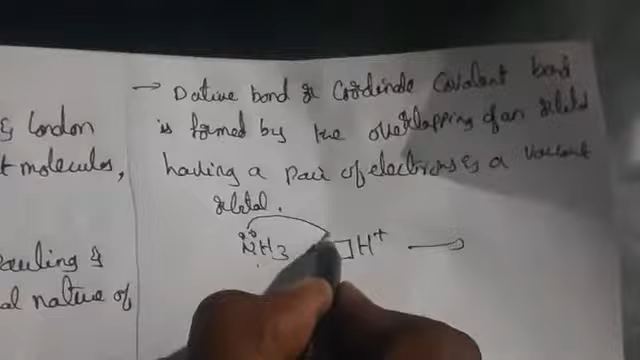 → Dative bond or Coordinate Covalent bond
is formed by the overlapping of an orbital
having a pair of electrons & a vacant
orbital.
NH3 H+ →
& London
t molecules,
auling &
al nature of